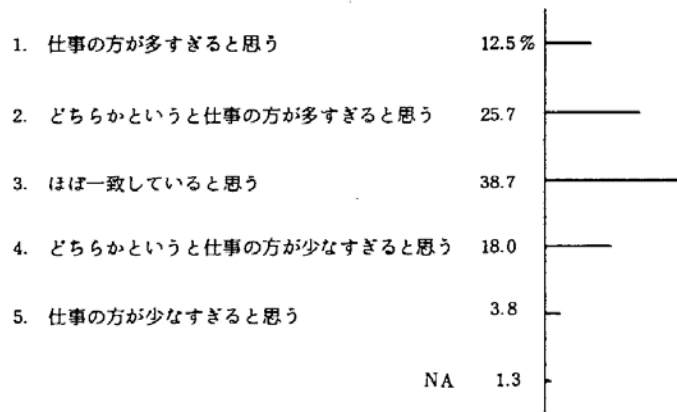 1. 仕事の方が多すぎると思う 12.5%
2. どちらかというと仕事の方が多すぎると思う 25.7
3. ほぼ一致していると思う 38.7
4. どちらかというと仕事の方が少なすぎると思う 18.0
5. 仕事の方が少なすぎると思う 3.8
NA 1.3